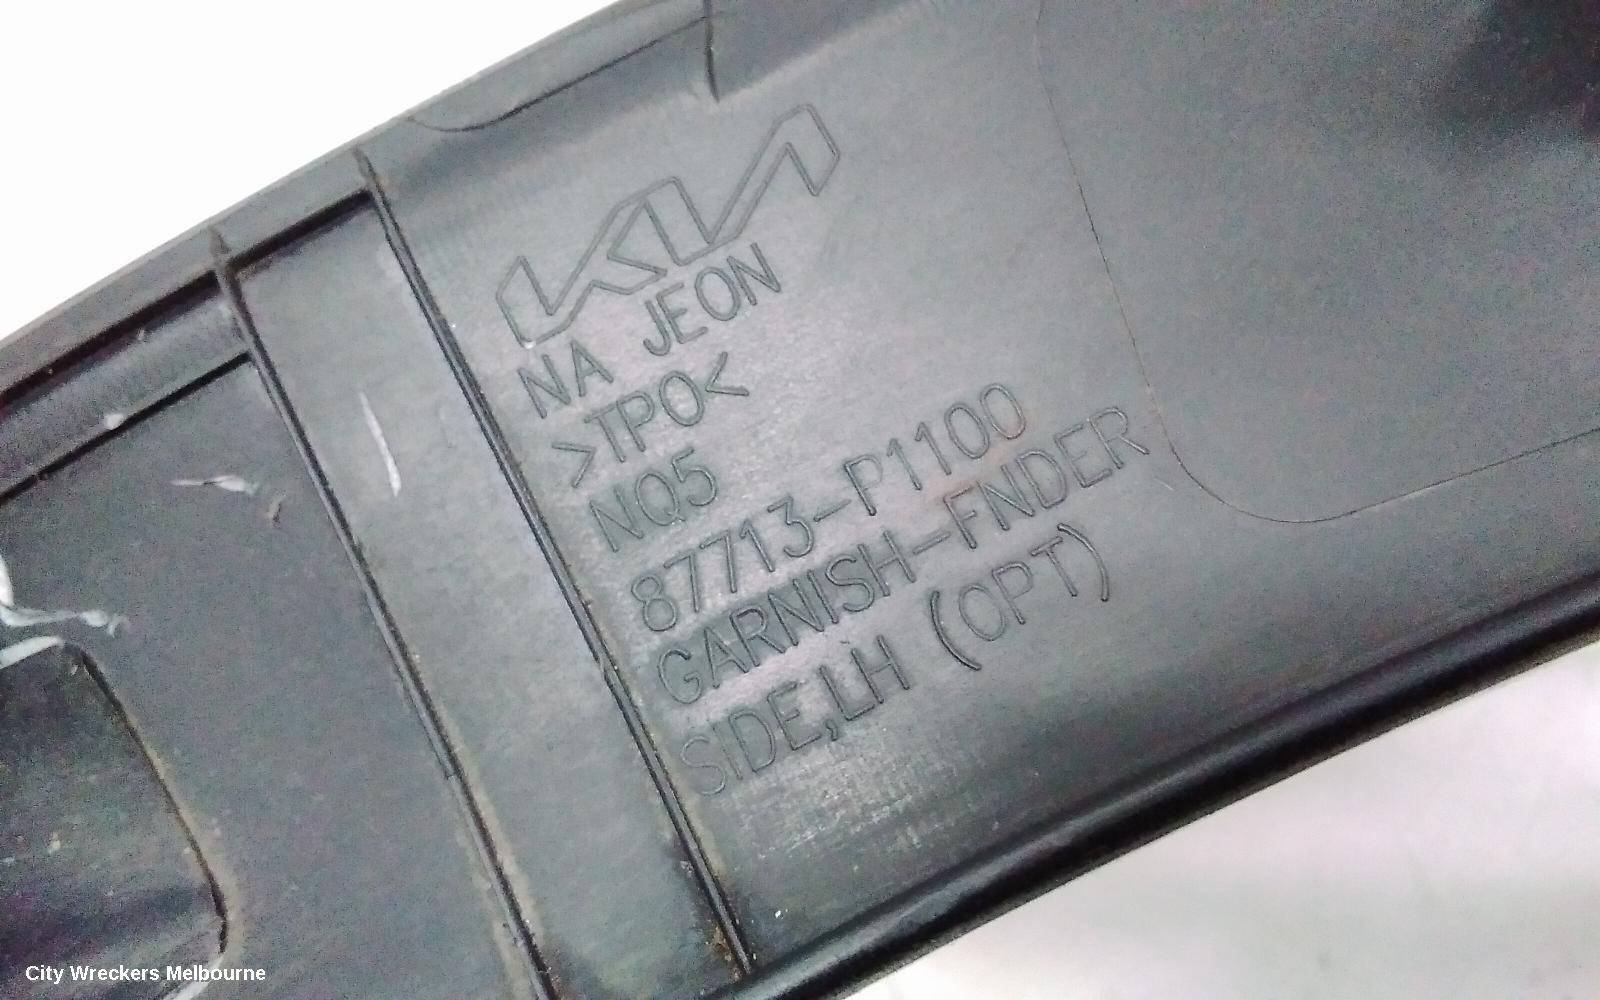 KIA
NA JEON
>TPO<
NQ5
87713-P1100
GARNISH-FNDER
SIDE,LH (OPT)
City Wreckers Melbourne